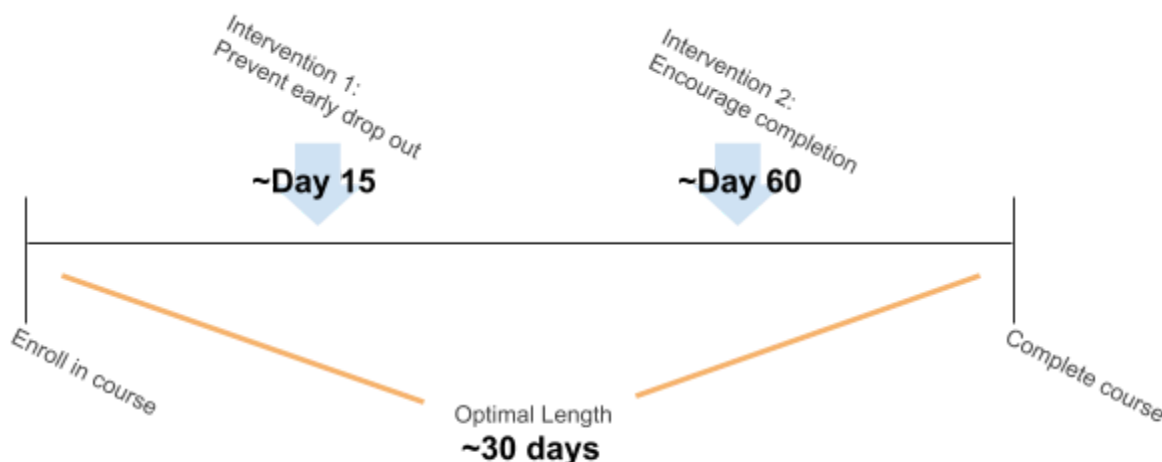 Intervention 1:
Prevent early drop out
~Day 15
Intervention 2:
Encourage completion
~Day 60
Enroll in course
Complete course
Optimal Length
~30 days